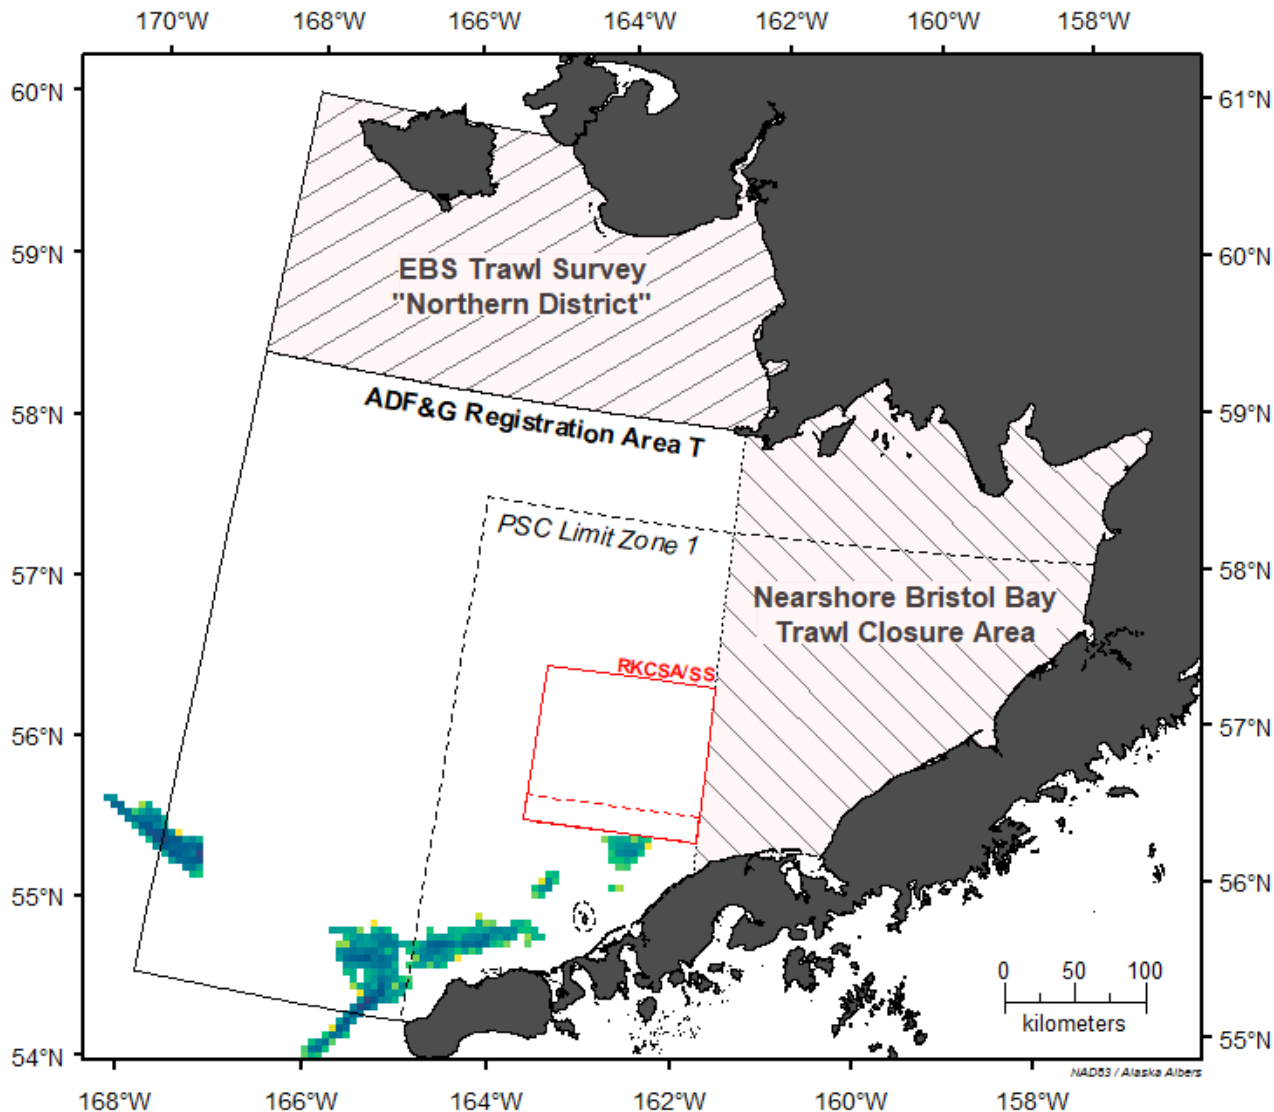 170°W 168°W 166°W 164°W 162°W 160°W 158°W
60°N
61°N
EBS Trawl Survey
"Northern District"
59°N
60°N
ADF&G Registration Area T
58°N
59°N
PSC Limit Zone 1
57°N
58°N
Nearshore Bristol Bay
Trawl Closure Area
RKCSA/SS
56°N
57°N
55°N
56°N
0 50 100
kilometers
54°N
55°N
NAD83 / Alaska Albers
168°W 166°W 164°W 162°W 160°W 158°W